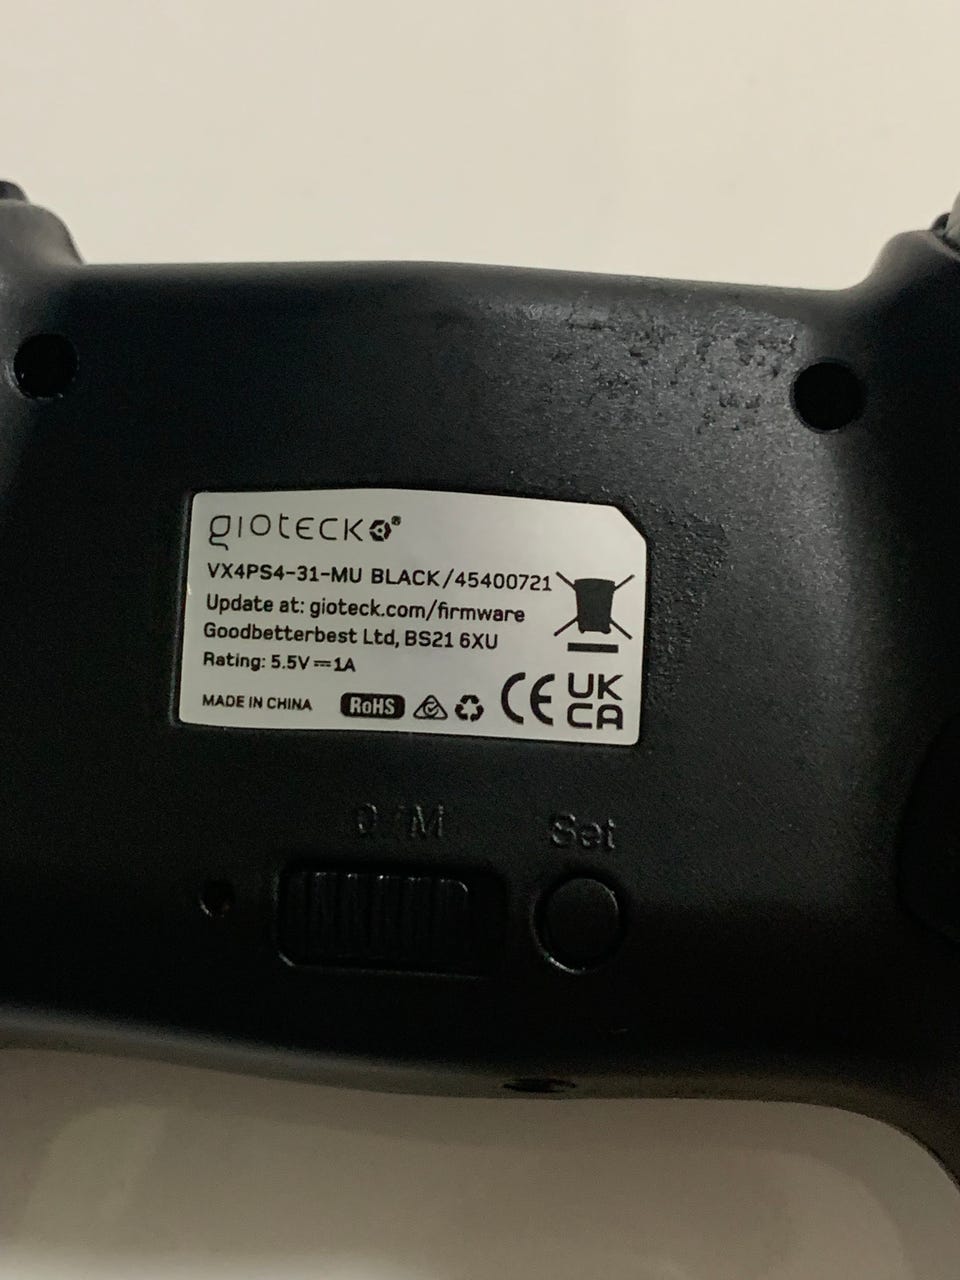 gioteck®
VX4PS4-31-MU BLACK/45400721
Update at: gioteck.com/firmware
Goodbetterbest Ltd, BS21 6XU
Rating: 5.5V⎓1A
MADE IN CHINA RoHS CE UK CA
Set